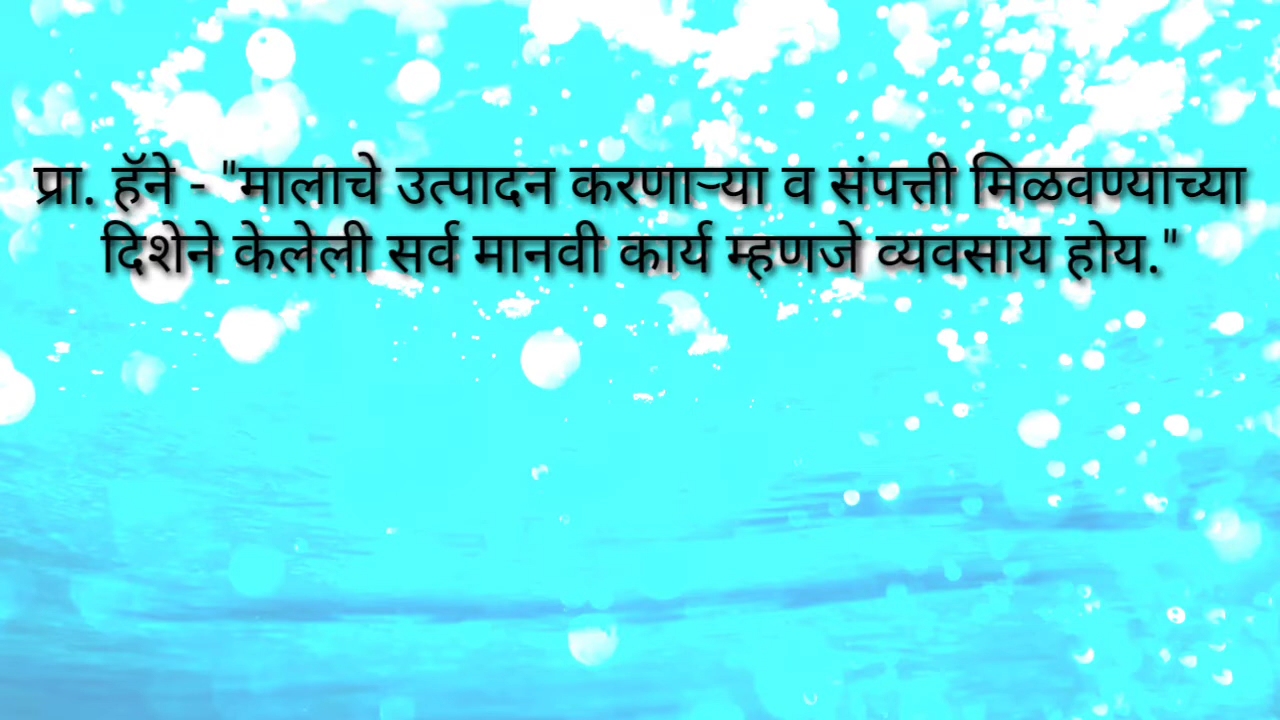 प्रा. हॅने - "मालाचे उत्पादन करणाऱ्या व संपत्ती मिळवण्याच्या
दिशेने केलेली सर्व मानवी कार्य म्हणजे व्यवसाय होय."